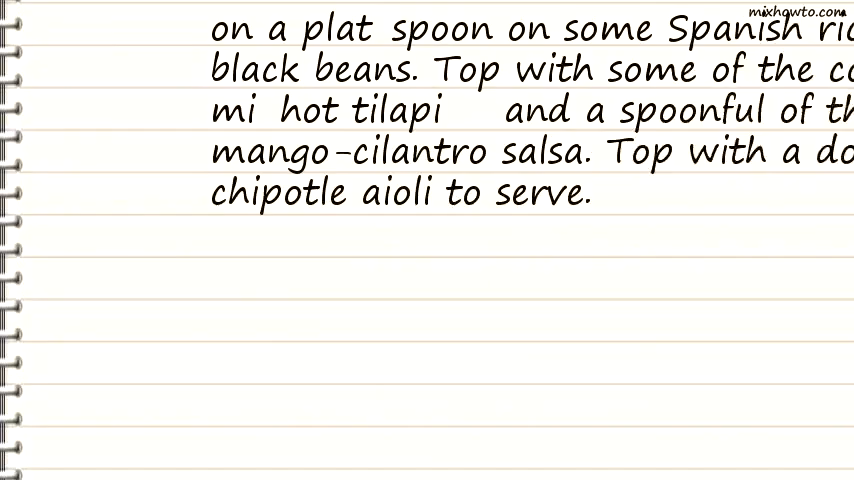 mixhowto.com
on a plat spoon on some Spanish
black beans. Top with some of the
mi hot tilapi and a spoonful of
mango-cilantro salsa. Top with a
chipotle aioli to serve.